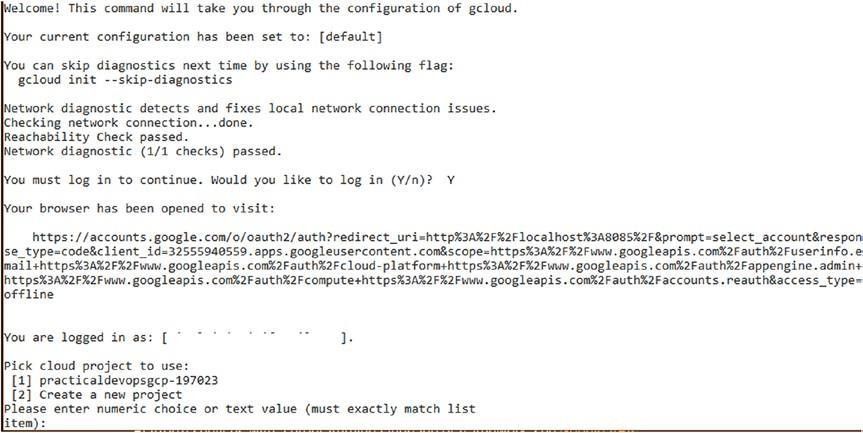 Welcome! This command will take you through the configuration of gcloud.
Your current configuration has been set to: [default]
You can skip diagnostics next time by using the following flag:
gcloud init --skip-diagnostics
Network diagnostic detects and fixes local network connection issues.
Checking network connection...done.
Reachability Check passed.
Network diagnostic (1/1 checks) passed.
You must log in to continue. Would you like to log in (Y/n)?  Y
Your browser has been opened to visit:
https://accounts.google.com/o/oauth2/auth?redirect_uri=http%3A%2F%2Flocalhost%3A8085%2F&prompt=select_account&respon
se_type=code&client_id=32555940559.apps.googleusercontent.com&scope=https%3A%2F%2Fwww.googleapis.com%2Fauth%2Fuserinfo.e
mail+https%3A%2F%2Fwww.googleapis.com%2Fauth%2Fcloud-platform+https%3A%2F%2Fwww.googleapis.com%2Fauth%2Fappengine.admin+
https%3A%2F%2Fwww.googleapis.com%2Fauth%2Fcompute+https%3A%2F%2Fwww.googleapis.com%2Fauth%2Faccounts.reauth&access_type=
offline
You are logged in as: [ ].
Pick cloud project to use:
[1] practicaldevopsgcp-197023
[2] Create a new project
Please enter numeric choice or text value (must exactly match list
item):